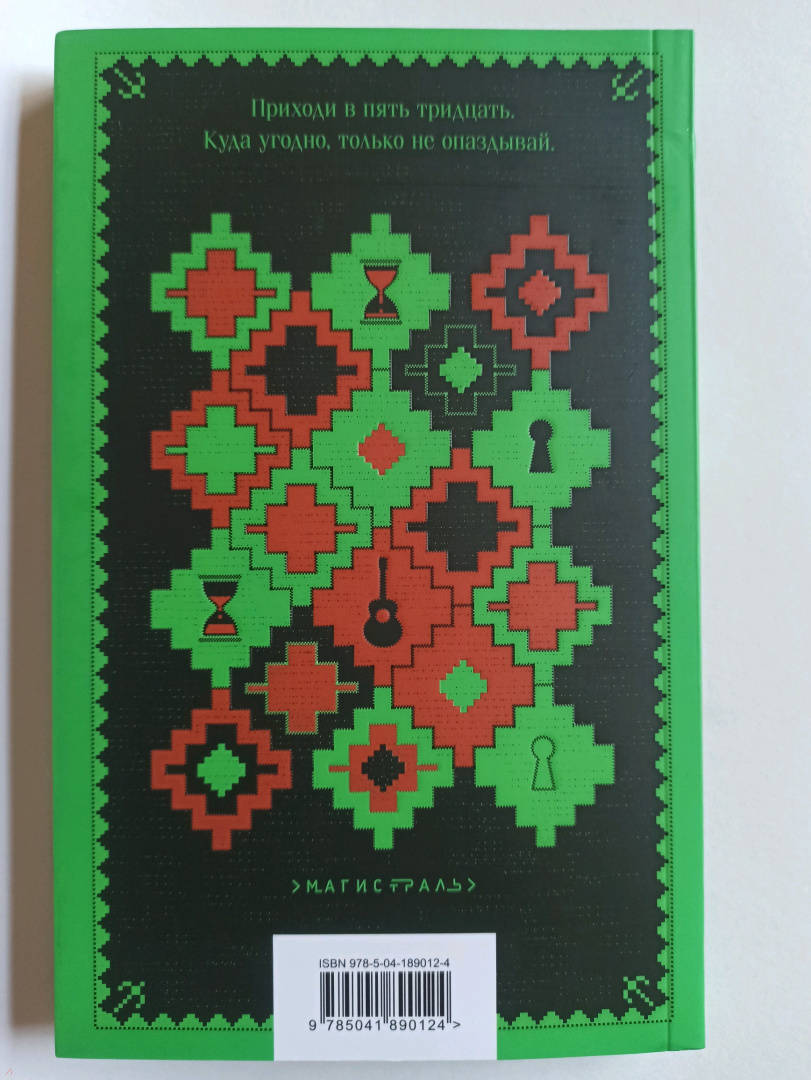 Приходи в пять тридцать.
Куда угодно, только не опаздывай.
>МАГИСТРАЛЬ>
ISBN 978-5-04-189012-4
9 785041 890124 >